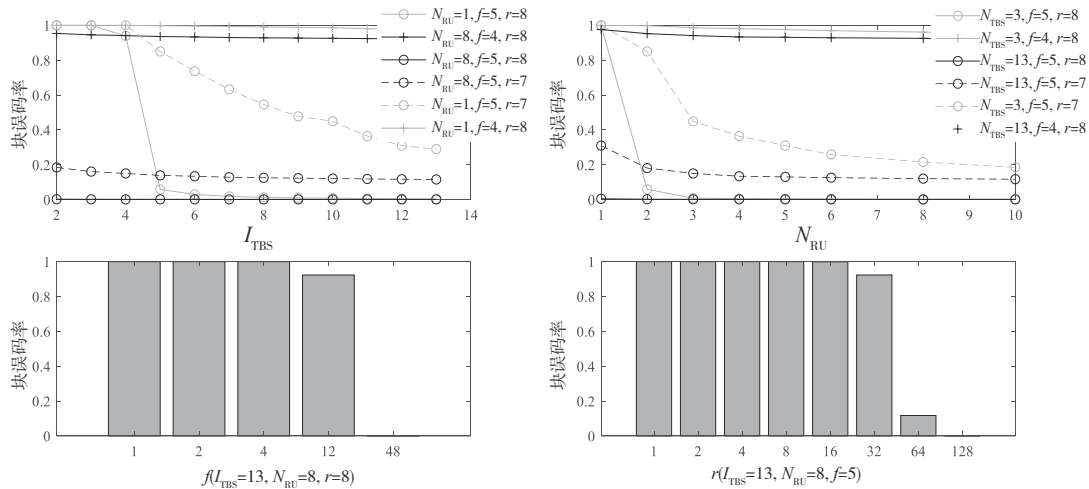 块误码率
1
0.8
0.6
0.4
0.2
0
2 4 6 8 10 12 14
I_TBS
N_RU=1, f=5, r=8
N_RU=8, f=4, r=8
N_RU=8, f=5, r=8
N_RU=8, f=5, r=7
N_RU=1, f=5, r=7
N_RU=1, f=4, r=8
块误码率
1
0.8
0.6
0.4
0.2
0
1 2 3 4 5 6 7 8 9 10
N_RU
N_TBS=3, f=5, r=8
N_TBS=3, f=4, r=8
N_TBS=13, f=5, r=8
N_TBS=13, f=5, r=7
N_TBS=3, f=5, r=7
N_TBS=13, f=4, r=8
块误码率
1
0.8
0.6
0.4
0.2
0
1 2 4 12 48
f(I_TBS=13, N_RU=8, r=8)
块误码率
1
0.8
0.6
0.4
0.2
0
1 2 4 8 16 32 64 128
r(I_TBS=13, N_RU=8, f=5)